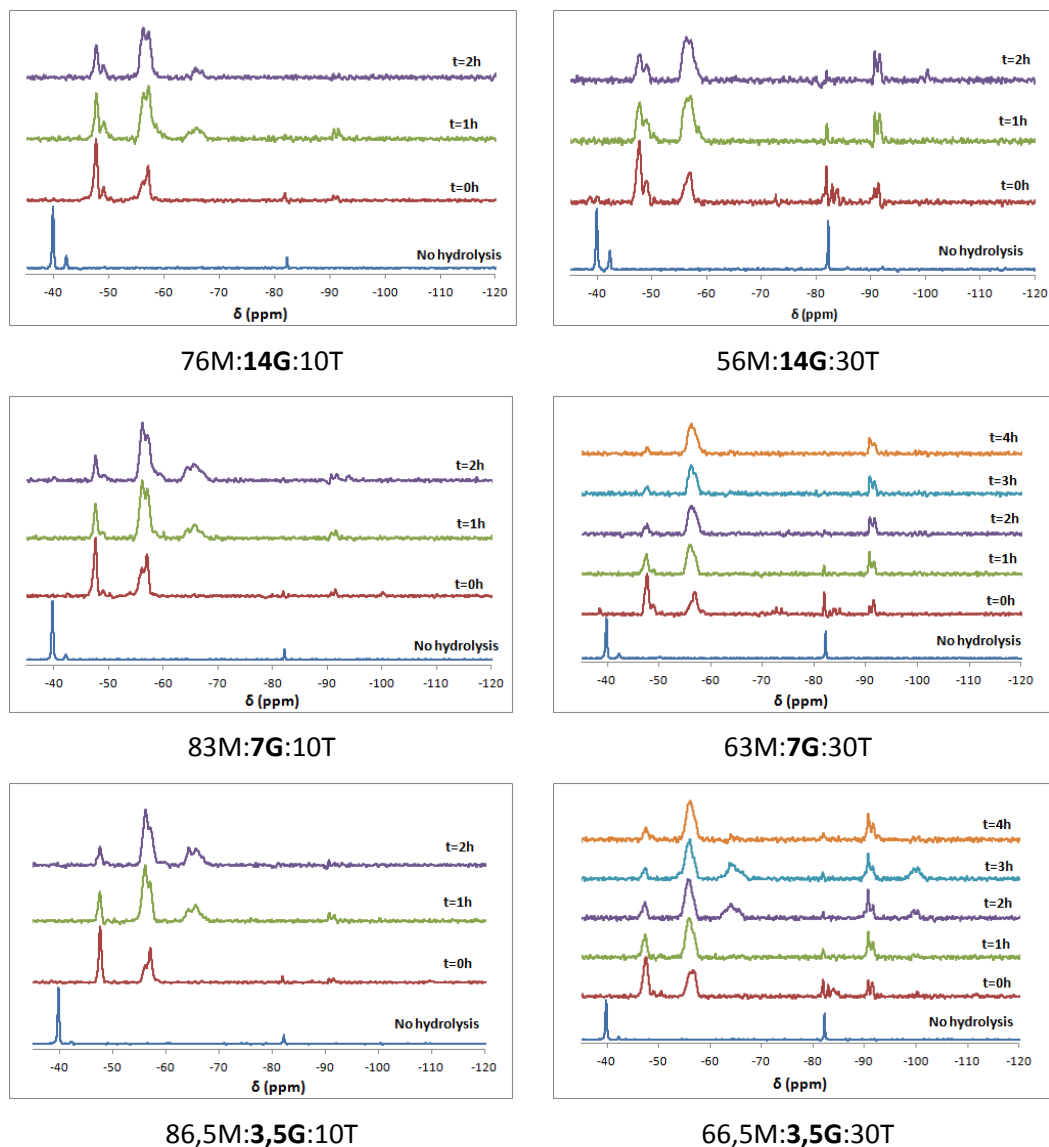 t=2h
t=1h
t=0h
No hydrolysis
-40 -50 -60 -70 -80 -90 -100 -110 -120
δ (ppm)
76M:14G:10T
t=2h
t=1h
t=0h
No hydrolysis
-40 -50 -60 -70 -80 -90 -100 -110 -120
δ (ppm)
56M:14G:30T
t=2h
t=1h
t=0h
No hydrolysis
-40 -50 -60 -70 -80 -90 -100 -110 -120
δ (ppm)
83M:7G:10T
t=4h
t=3h
t=2h
t=1h
t=0h
No hydrolysis
-40 -50 -60 -70 -80 -90 -100 -110 -120
δ (ppm)
63M:7G:30T
t=2h
t=1h
t=0h
No hydrolysis
-40 -50 -60 -70 -80 -90 -100 -110 -120
δ (ppm)
86,5M:3,5G:10T
t=4h
t=3h
t=2h
t=1h
t=0h
No hydrolysis
-40 -50 -60 -70 -80 -90 -100 -110 -120
δ (ppm)
66,5M:3,5G:30T